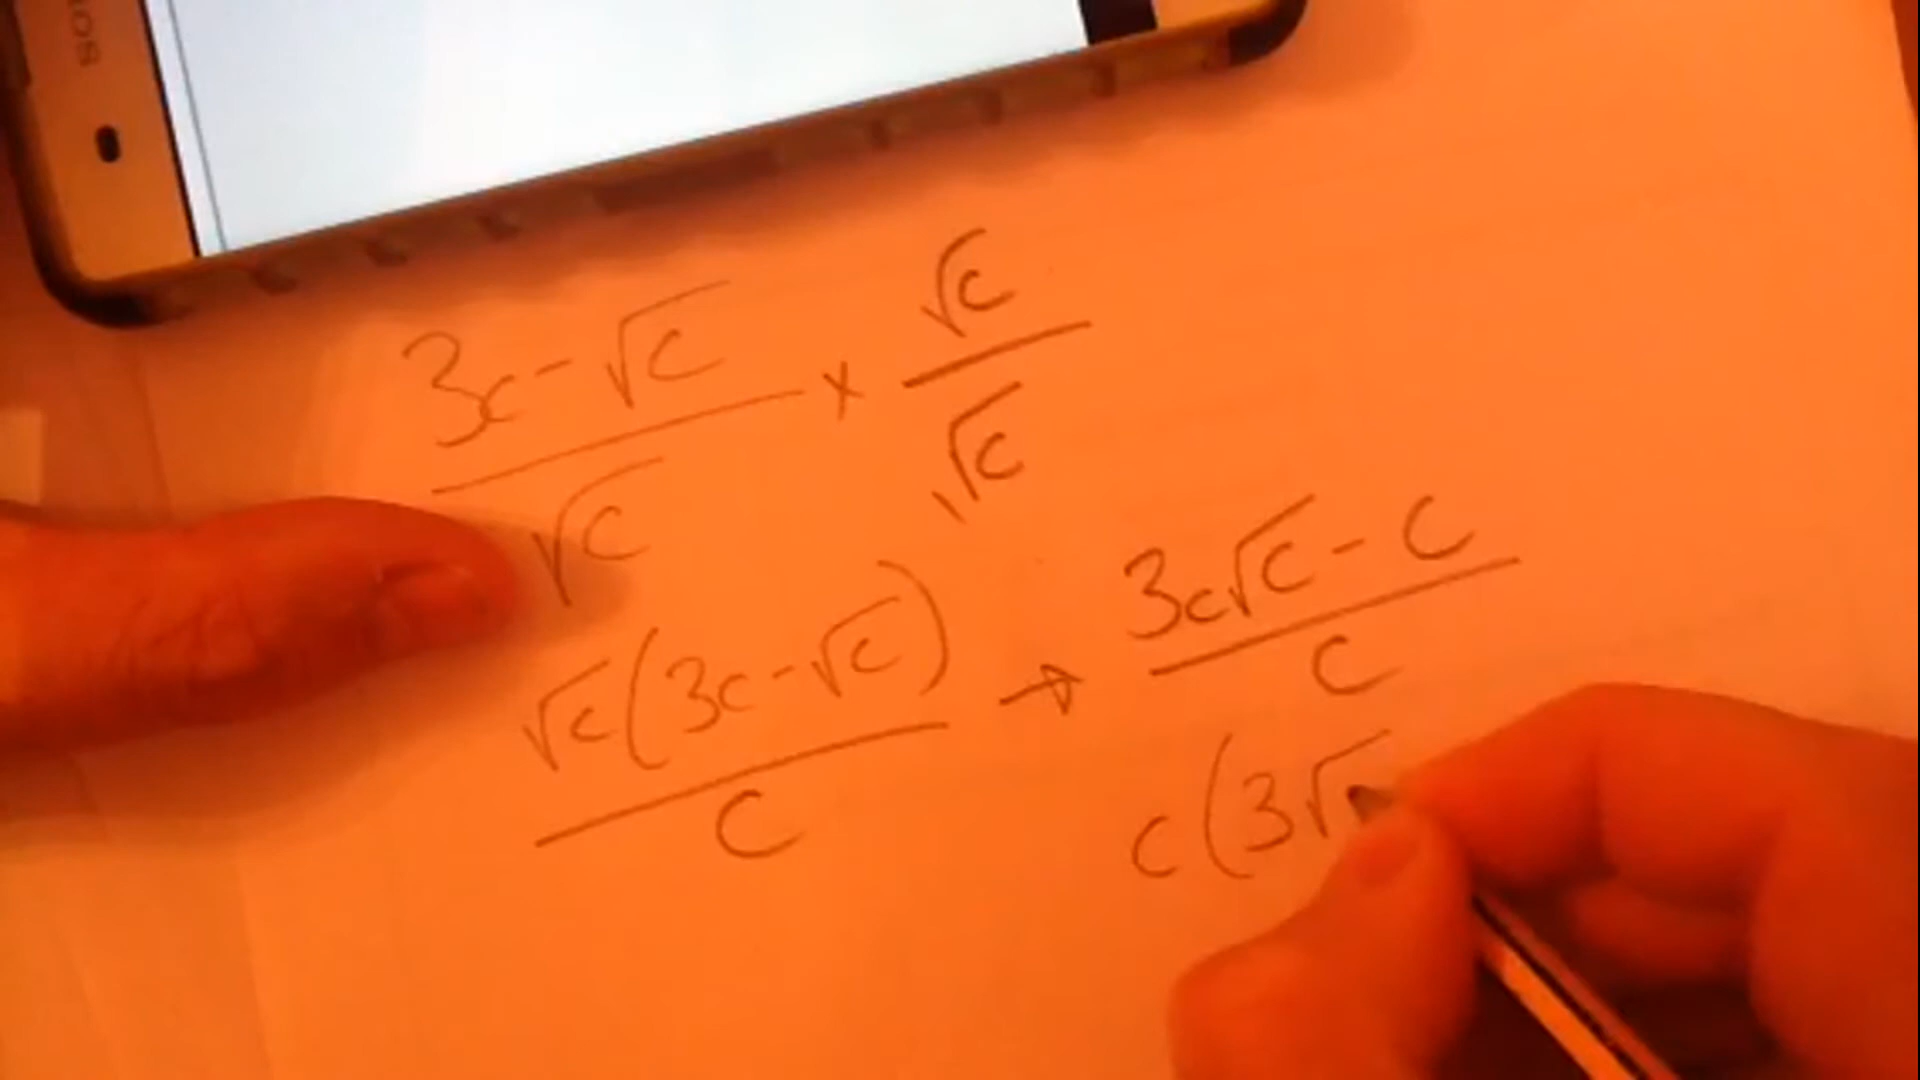 (3c-√c)/√c × √c/√c
√c(3c-√c)/c → (3c√c-c)/c
c(3√